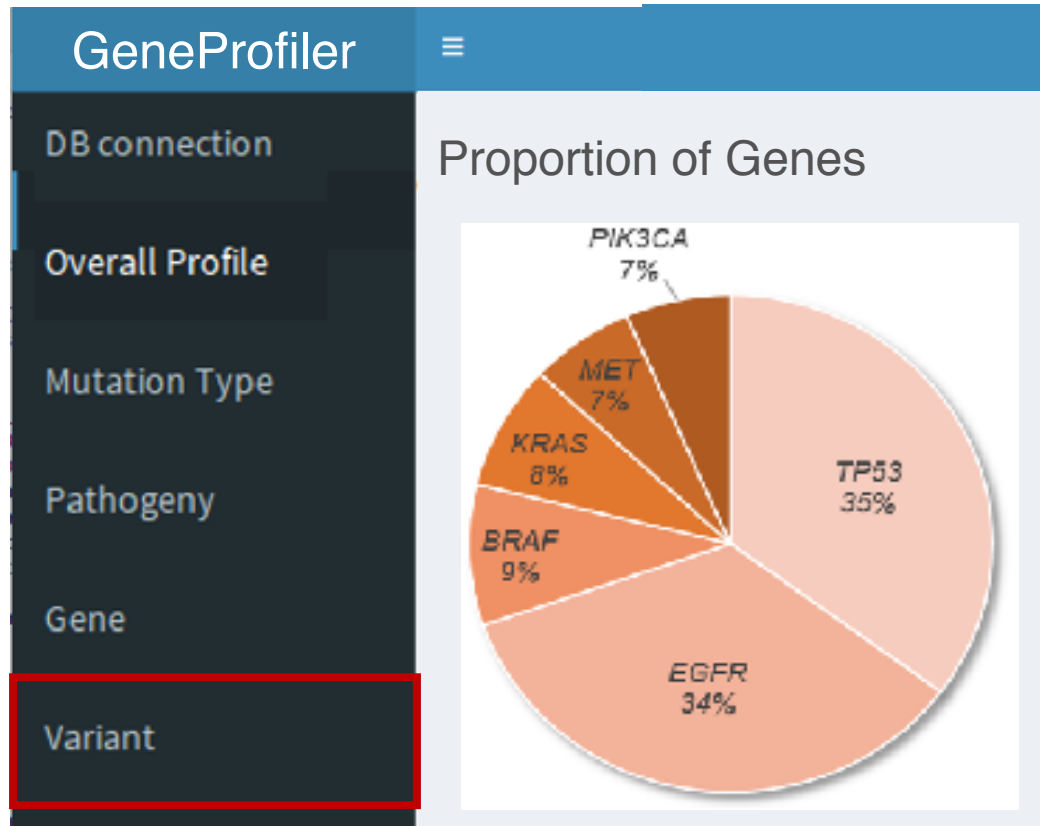 GeneProfiler
DB connection
Overall Profile
Mutation Type
Pathogeny
Gene
Variant
Proportion of Genes
PIK3CA
7%
MET
7%
KRAS
8%
BRAF
9%
TP53
35%
EGFR
34%